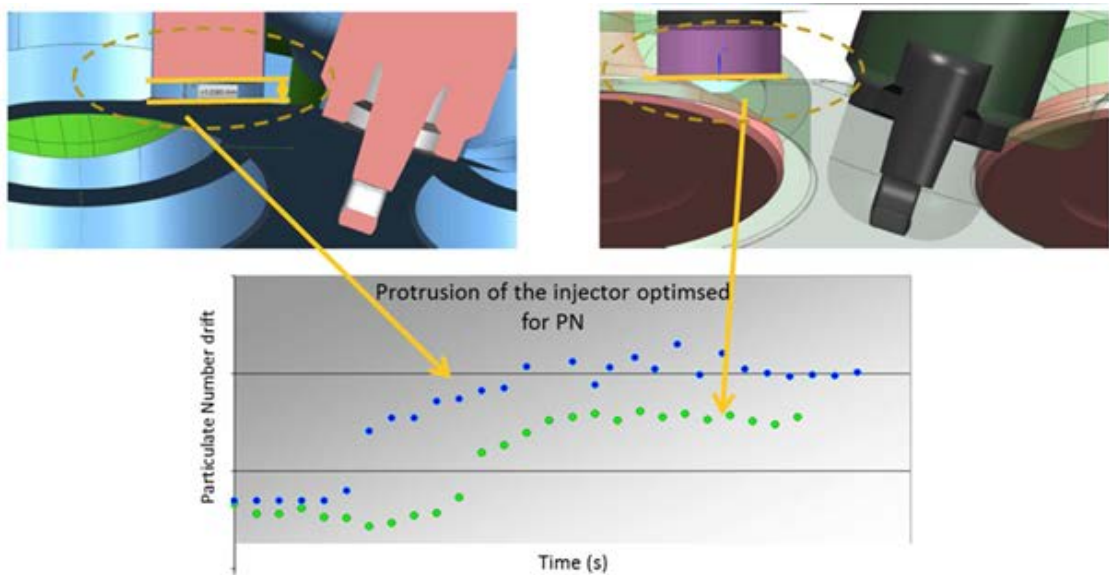 Protrusion of the injector optimsed
for PN
Particulate Number drift
Time (s)